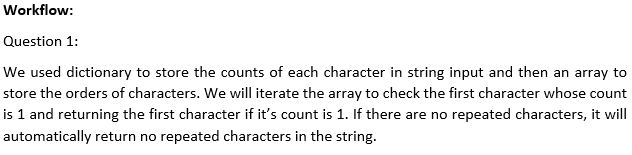 Workflow:
Question 1:
We used dictionary to store the counts of each character in string input and then an array to
store the orders of characters. We will iterate the array to check the first character whose count
is 1 and returning the first character if it's count is 1. If there are no repeated characters, it will
automatically return no repeated characters in the string.